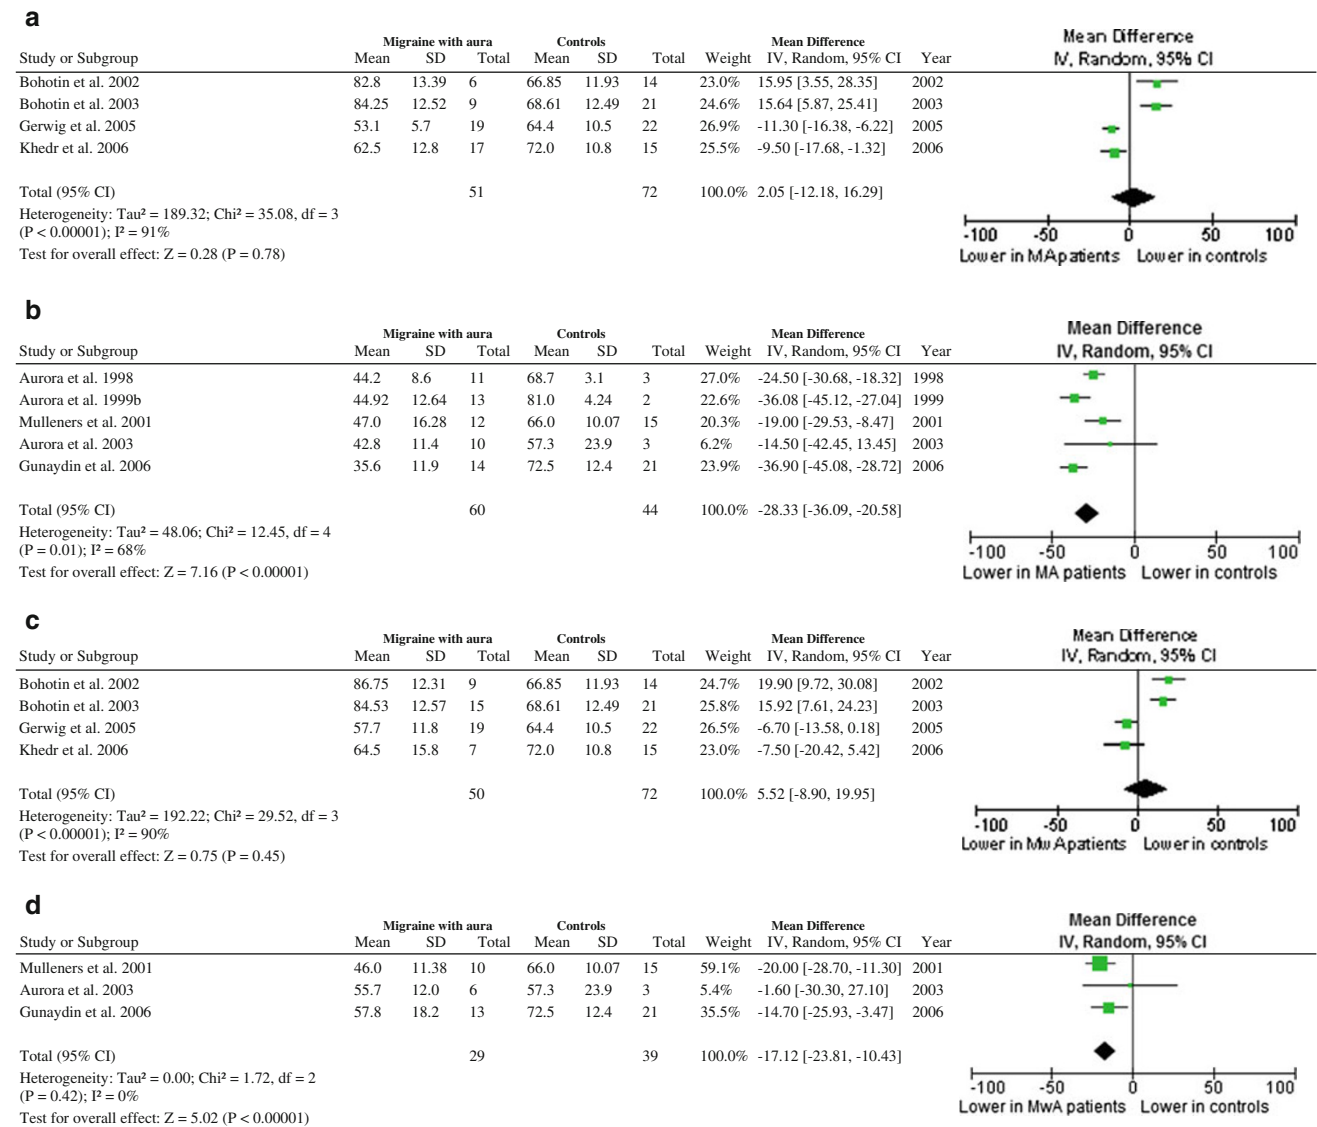 a
Migraine with aura Controls Mean Difference
Study or Subgroup Mean SD Total Mean SD Total Weight IV, Random, 95% CI Year
Bohotin et al. 2002 82.8 13.39 6 66.85 11.93 14 23.0% 15.95 [3.55, 28.35] 2002
Bohotin et al. 2003 84.25 12.52 9 68.61 12.49 21 24.6% 15.64 [5.87, 25.41] 2003
Gerwig et al. 2005 53.1 5.7 19 64.4 10.5 22 26.9% -11.30 [-16.38, -6.22] 2005
Khedr et al. 2006 62.5 12.8 17 72.0 10.8 15 25.5% -9.50 [-17.68, -1.32] 2006
Total (95% CI) 51 72 100.0% 2.05 [-12.18, 16.29]
Heterogeneity: Tau² = 189.32; Chi² = 35.08, df = 3
(P < 0.00001); I² = 91%
Test for overall effect: Z = 0.28 (P = 0.78)
Mean Difference
IV, Random, 95% CI
-100 -50 0 50 100
Lower in MA patients Lower in controls
b
Migraine with aura Controls Mean Difference
Study or Subgroup Mean SD Total Mean SD Total Weight IV, Random, 95% CI Year
Aurora et al. 1998 44.2 8.6 11 68.7 3.1 3 27.0% -24.50 [-30.68, -18.32] 1998
Aurora et al. 1999b 44.92 12.64 13 81.0 4.24 2 22.6% -36.08 [-45.12, -27.04] 1999
Mulleners et al. 2001 47.0 16.28 12 66.0 10.07 15 20.3% -19.00 [-29.53, -8.47] 2001
Aurora et al. 2003 42.8 11.4 10 57.3 23.9 3 6.2% -14.50 [-42.45, 13.45] 2003
Gunaydin et al. 2006 35.6 11.9 14 72.5 12.4 21 23.9% -36.90 [-45.08, -28.72] 2006
Total (95% CI) 60 44 100.0% -28.33 [-36.09, -20.58]
Heterogeneity: Tau² = 48.06; Chi² = 12.45, df = 4
(P = 0.01); I² = 68%
Test for overall effect: Z = 7.16 (P < 0.00001)
Mean Difference
IV, Random, 95% CI
-100 -50 0 50 100
Lower in MA patients Lower in controls
c
Migraine with aura Controls Mean Difference
Study or Subgroup Mean SD Total Mean SD Total Weight IV, Random, 95% CI Year
Bohotin et al. 2002 86.75 12.31 9 66.85 11.93 14 24.7% 19.90 [9.72, 30.08] 2002
Bohotin et al. 2003 84.53 12.57 15 68.61 12.49 21 25.8% 15.92 [7.61, 24.23] 2003
Gerwig et al. 2005 57.7 11.8 19 64.4 10.5 22 26.5% -6.70 [-13.58, 0.18] 2005
Khedr et al. 2006 64.5 15.8 7 72.0 10.8 15 23.0% -7.50 [-20.42, 5.42] 2006
Total (95% CI) 50 72 100.0% 5.52 [-8.90, 19.95]
Heterogeneity: Tau² = 192.22; Chi² = 29.52, df = 3
(P < 0.00001); I² = 90%
Test for overall effect: Z = 0.75 (P = 0.45)
Mean Difference
IV, Random, 95% CI
-100 -50 0 50 100
Lower in MwA patients Lower in controls
d
Migraine with aura Controls Mean Difference
Study or Subgroup Mean SD Total Mean SD Total Weight IV, Random, 95% CI Year
Mulleners et al. 2001 46.0 11.38 10 66.0 10.07 15 59.1% -20.00 [-28.70, -11.30] 2001
Aurora et al. 2003 55.7 12.0 6 57.3 23.9 3 5.4% -1.60 [-30.30, 27.10] 2003
Gunaydin et al. 2006 57.8 18.2 13 72.5 12.4 21 35.5% -14.70 [-25.93, -3.47] 2006
Total (95% CI) 29 39 100.0% -17.12 [-23.81, -10.43]
Heterogeneity: Tau² = 0.00; Chi² = 1.72, df = 2
(P = 0.42); I² = 0%
Test for overall effect: Z = 5.02 (P < 0.00001)
Mean Difference
IV, Random, 95% CI
-100 -50 0 50 100
Lower in MwA patients Lower in controls